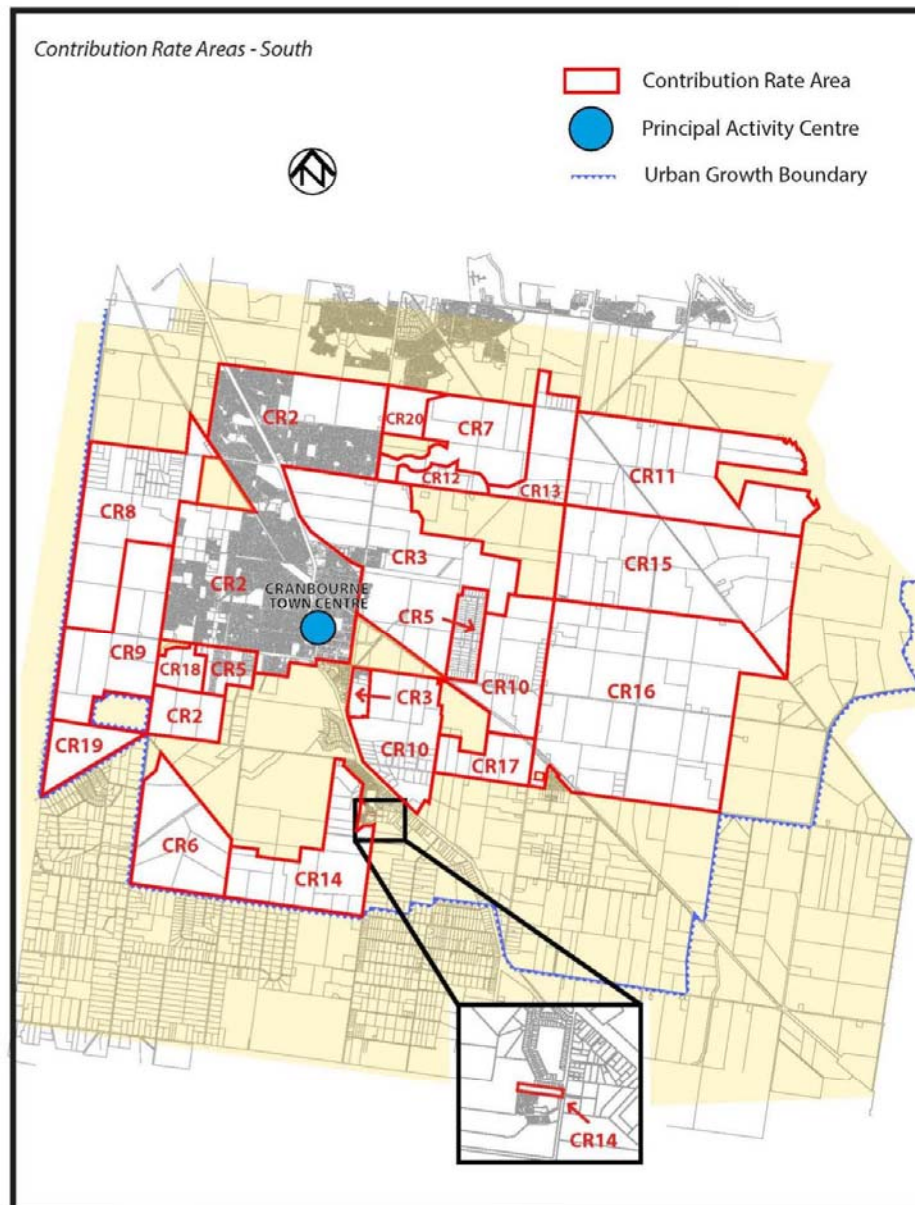 Contribution Rate Areas - South
Contribution Rate Area
Principal Activity Centre
Urban Growth Boundary
N
CR2
CR20
CR7
CR12
CR13
CR11
CR8
CR3
CR15
CR2
CRANBOURNE
TOWN CENTRE
CR5
CR9
CR18
CR5
CR10
CR16
CR3
CR2
CR10
CR19
CR17
CR6
CR14
CR14